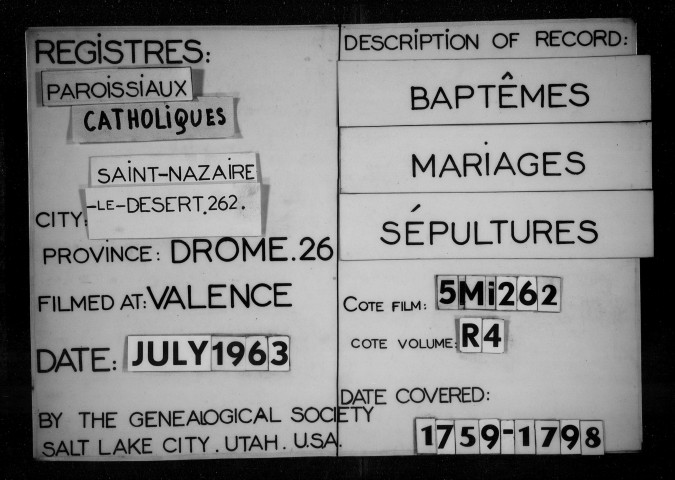 REGISTRES:
PAROISSIAUX
CATHOLIQUES
SAINT-NAZAIRE
-LE-DESERT.262.
CITY:
PROVINCE: DROME.26
FILMED AT: VALENCE
DATE: JULY 1963
BY THE GENEALOGICAL SOCIETY
SALT LAKE CITY. UTAH. U.S.A.
DESCRIPTION OF RECORD:
BAPTÊMES
MARIAGES
SÉPULTURES
COTE FILM: 5Mi262
COTE VOLUME: R4
DATE COVERED:
1759-1798